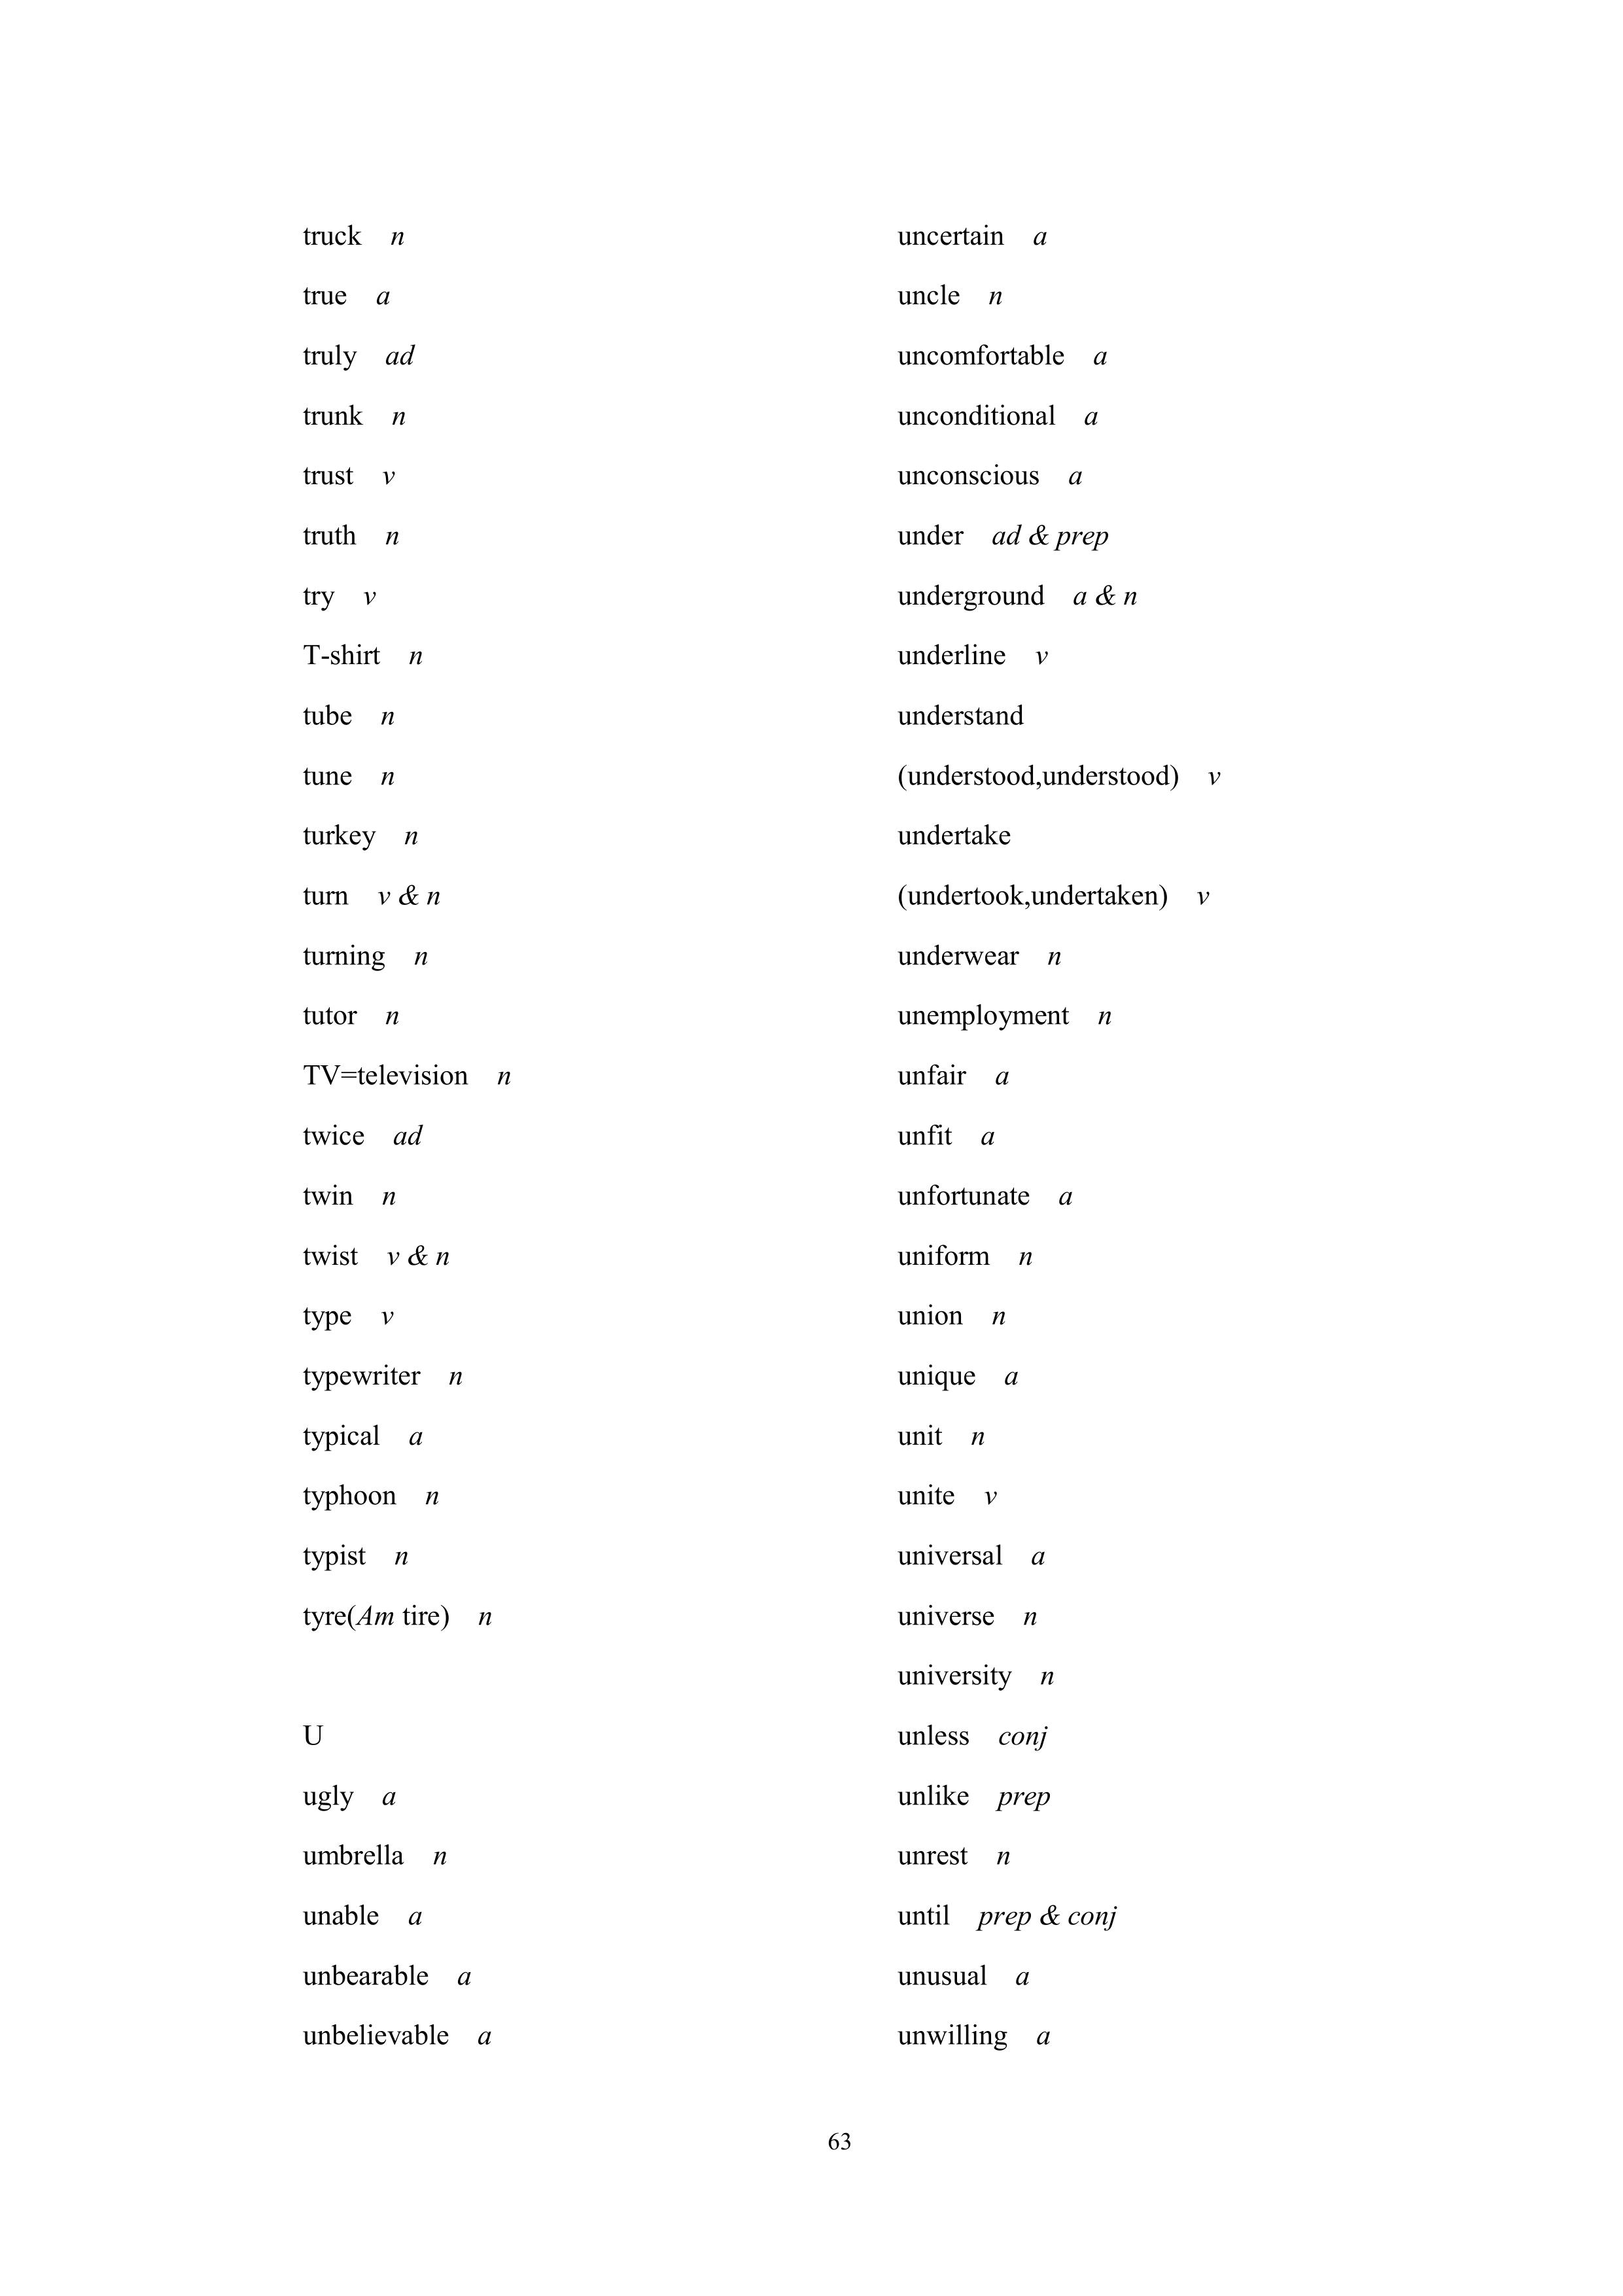 truck n
true a
truly ad
trunk n
trust v
truth n
try v
T-shirt n
tube n
tune n
turkey n
turn v & n
turning n
tutor n
TV=television n
twice ad
twin n
twist v & n
type v
typewriter n
typical a
typhoon n
typist n
tyre(Am tire) n
U
ugly a
umbrella n
unable a
unbearable a
unbelievable a
uncertain a
uncle n
uncomfortable a
unconditional a
unconscious a
under ad & prep
underground a & n
underline v
understand
(understood,understood) v
undertake
(undertook,undertaken) v
underwear n
unemployment n
unfair a
unfit a
unfortunate a
uniform n
union n
unique a
unit n
unite v
universal a
universe n
university n
unless conj
unlike prep
unrest n
until prep & conj
unusual a
unwilling a
63